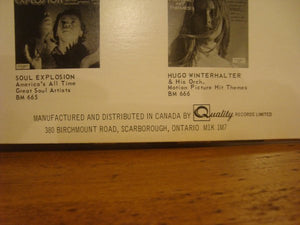 EXPLOSION
SOUL EXPLOSION
America's All Time
Great Soul Artists
BM 665
HUGO WINTERHALTER
& His Orch.
Motion Picture Hit Themes
BM 666
MANUFACTURED AND DISTRIBUTED IN CANADA BY Quality RECORDS LIMITED
380 BIRCHMOUNT ROAD, SCARBOROUGH, ONTARIO M1K 1M7